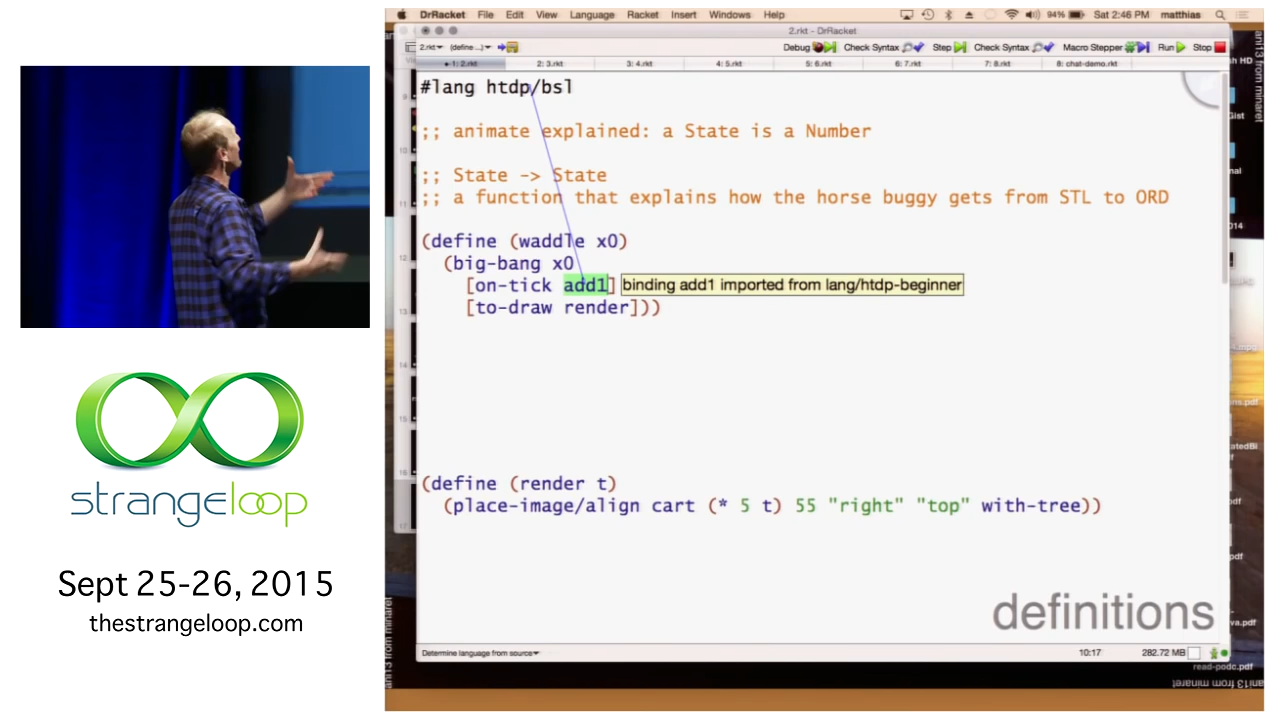 strangeloop
Sept 25-26, 2015
thestrangeloop.com
DrRacket File Edit View Language Racket Insert Windows Help
94% Sat 2:46 PM matthias
2.rkt - DrRacket
2.rkt (define ...)
Debug Check Syntax Step Check Syntax Macro Stepper Run Stop
1: 2.rkt 2: 3.rkt 3: 4.rkt 4: 5.rkt 5: 6.rkt 6: 7.rkt 7: 8.rkt 8: chat-demo.rkt
#lang htdp/bsl
;; animate explained: a State is a Number
;; State -> State
;; a function that explains how the horse buggy gets from STL to ORD
(define (waddle x0)
(big-bang x0
[on-tick add1] binding add1 imported from lang/htdp-beginner
[to-draw render]))
(define (render t)
(place-image/align cart (* 5 t) 55 "right" "top" with-tree))
definitions
Determine language from source
10:17 282.72 MB
read-podc.pdf